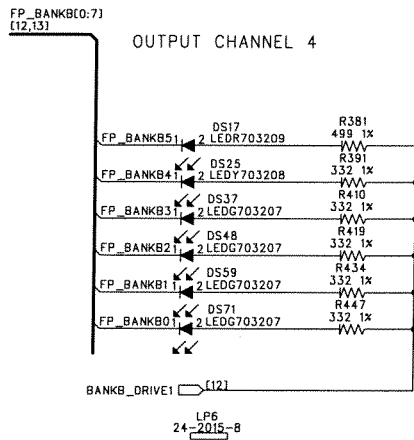 FP_BANKB[0:7]
[12,13]
OUTPUT CHANNEL 4
FP_BANKB5 1 2 DS17 LEDR703209 R381 499 1%
FP_BANKB4 1 2 DS25 LEDY703208 R391 332 1%
FP_BANKB3 1 2 DS37 LEDG703207 R410 332 1%
FP_BANKB2 1 2 DS48 LEDG703207 R419 332 1%
FP_BANKB1 1 2 DS59 LEDG703207 R434 332 1%
FP_BANKB0 1 2 DS71 LEDG703207 R447 332 1%
BANKB_DRIVE1 [12]
LP6
24-2015-8